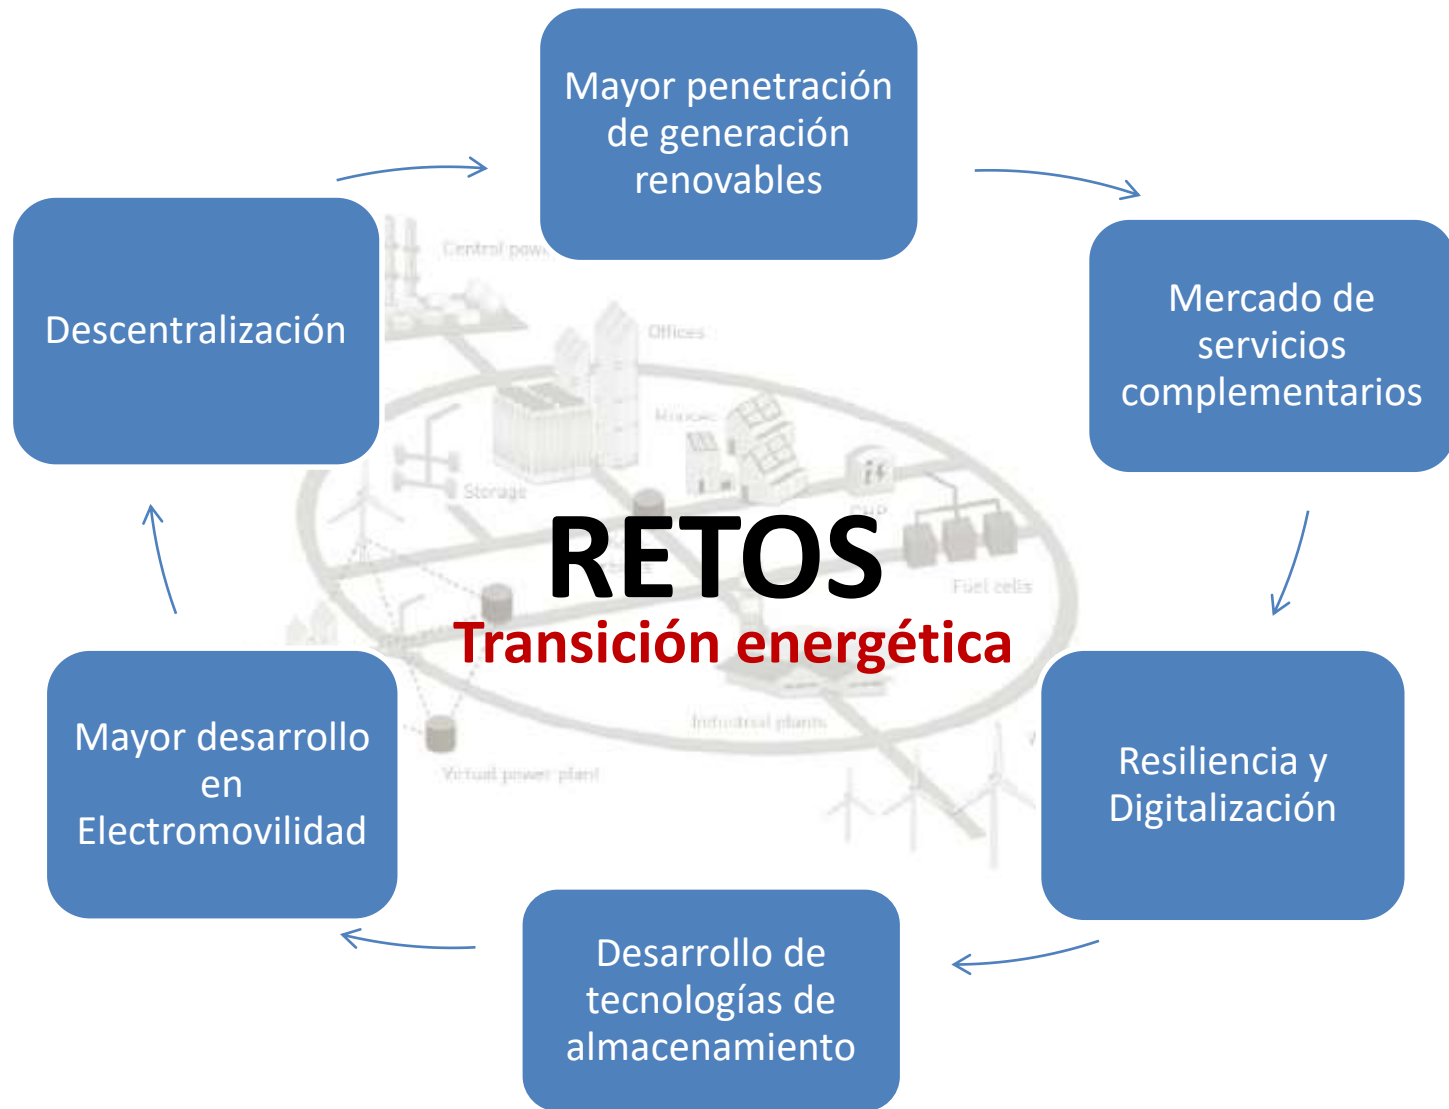 Mayor penetración
de generación
renovables
Mercado de
servicios
complementarios
Resiliencia y
Digitalización
Desarrollo de
tecnologías de
almacenamiento
Mayor desarrollo
en
Electromovilidad
Descentralización
RETOS
Transición energética
Central
Offices
Storage
Fuel cells
Industrial plants
Virtual power plant